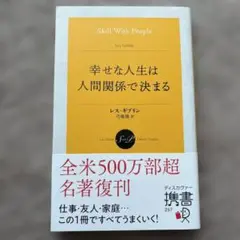 Skill With People
幸せな人生は
人間関係で決まる
レス・ギブリン
弓場隆 訳
全米500万部超
名著復刊
仕事・友人・家庭…
この1冊ですべてうまくいく!
ディスカヴァー
携書